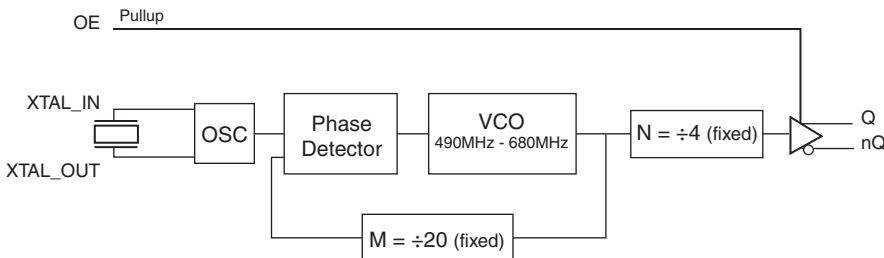 OE
Pullup
XTAL_IN
XTAL_OUT
OSC
Phase
Detector
VCO
490MHz - 680MHz
N = ÷4 (fixed)
Q
nQ
M = ÷20 (fixed)